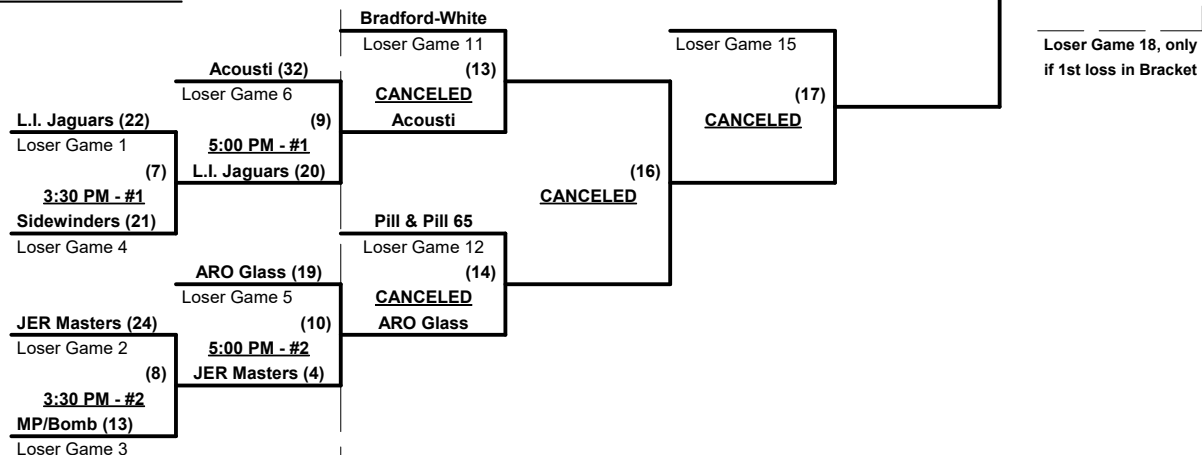 Bradford-White
Loser Game 11
Loser Game 15
Loser Game 18, only
if 1st loss in Bracket
Acousti (32)
Loser Game 6
(13)
CANCELED
(17)
CANCELED
L.I. Jaguars (22)
Loser Game 1
(9)
5:00 PM - #1
Acousti
(7)
3:30 PM - #1
L.I. Jaguars (20)
(16)
CANCELED
Sidewinders (21)
Loser Game 4
Pill & Pill 65
Loser Game 12
ARO Glass (19)
Loser Game 5
(14)
CANCELED
JER Masters (24)
Loser Game 2
(10)
5:00 PM - #2
ARO Glass
(8)
3:30 PM - #2
JER Masters (4)
MP/Bomb (13)
Loser Game 3